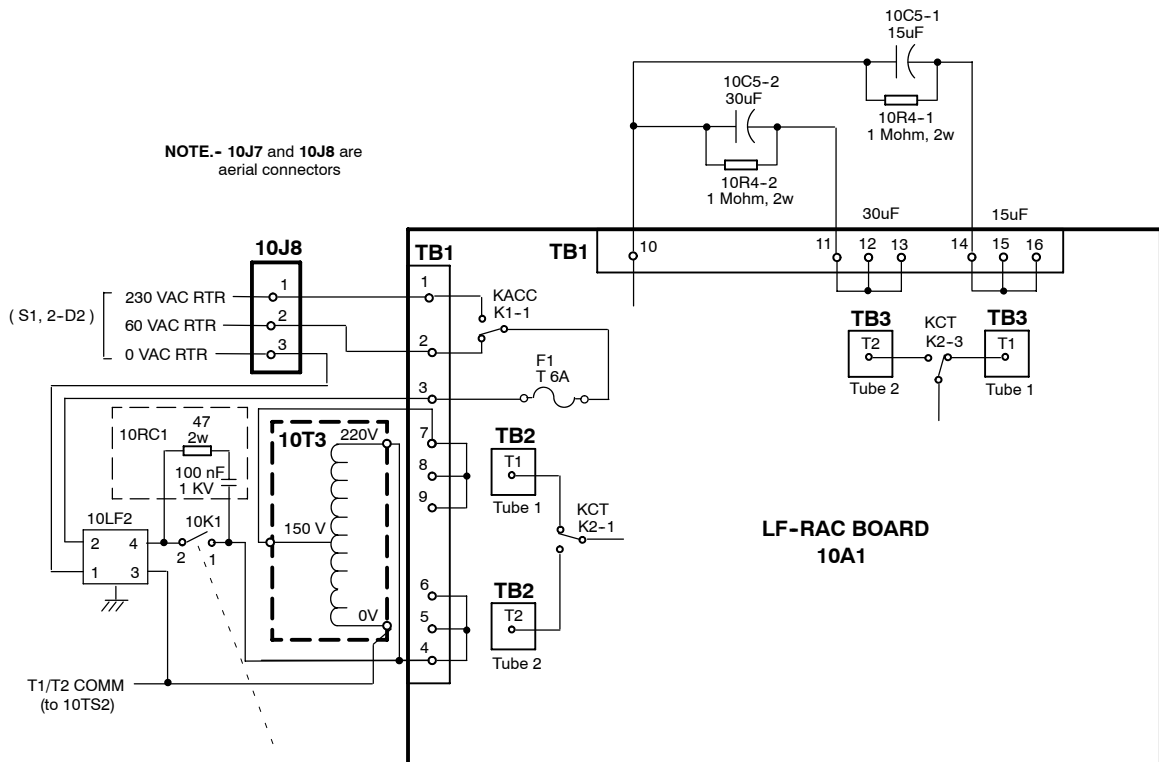 10C5-1
15uF
10C5-2
30uF
10R4-1
1 Mohm, 2w
NOTE.- 10J7 and 10J8 are
aerial connectors
10R4-2
1 Mohm, 2w
30uF
15uF
10J8
TB1
TB1
10
11
12
13
14
15
16
( S1, 2-D2 )
230 VAC RTR
1
1
KACC
K1-1
60 VAC RTR
2
2
0 VAC RTR
3
TB3
KCT
K2-3
TB3
T2
T1
Tube 2
Tube 1
F1
T 6A
3
10RC1
47
2w
10T3
220V
7
TB2
T1
Tube 1
100 nF
1 KV
8
9
KCT
K2-1
10LF2
10K1
150 V
2
4
2
1
1
3
LF-RAC BOARD
10A1
6
TB2
0V
5
T2
4
Tube 2
T1/T2 COMM
(to 10TS2)